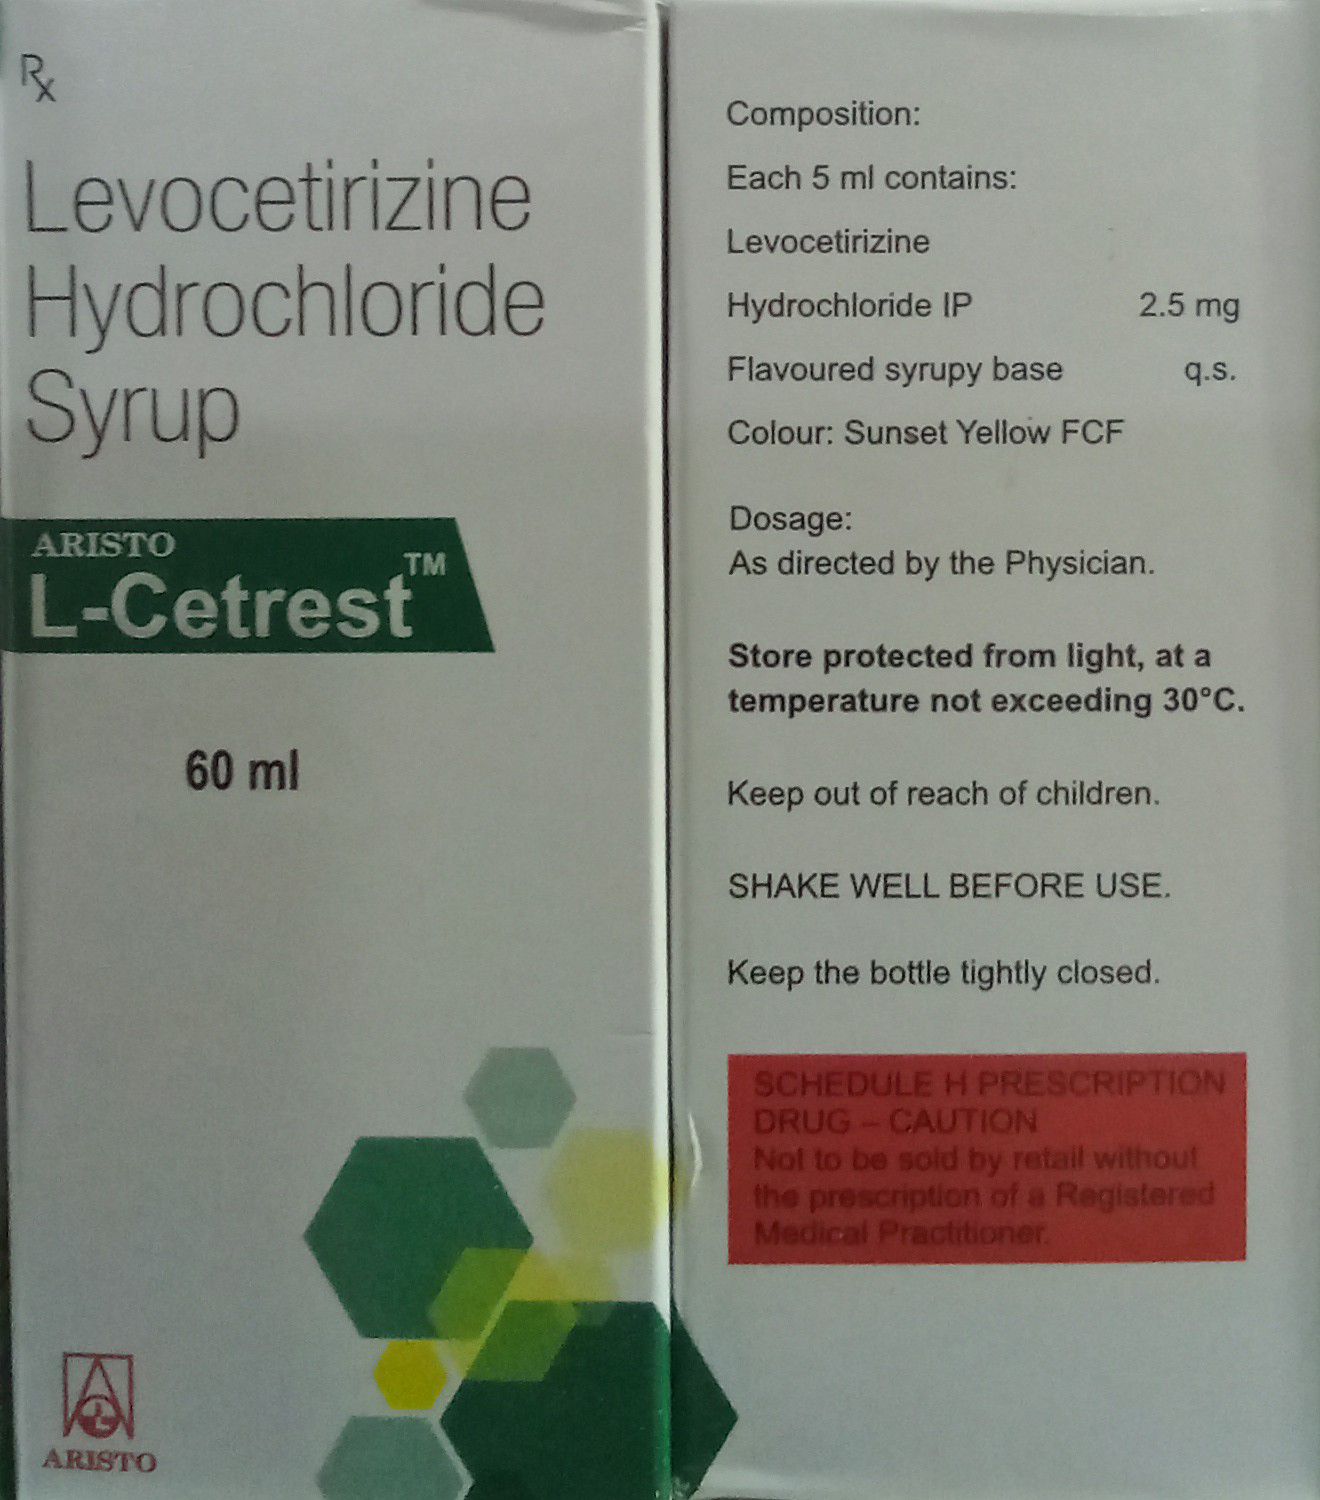 Rx
Levocetirizine
Hydrochloride
Syrup
ARISTO
L-Cetrest™
60 ml
ARISTO
Composition:
Each 5 ml contains:
Levocetirizine
Hydrochloride IP 2.5 mg
Flavoured syrupy base q.s.
Colour: Sunset Yellow FCF
Dosage:
As directed by the Physician.
Store protected from light, at a
temperature not exceeding 30°C.
Keep out of reach of children.
SHAKE WELL BEFORE USE.
Keep the bottle tightly closed.
SCHEDULE H PRESCRIPTION
DRUG – CAUTION
Not to be sold by retail without
the prescription of a Registered
Medical Practitioner.